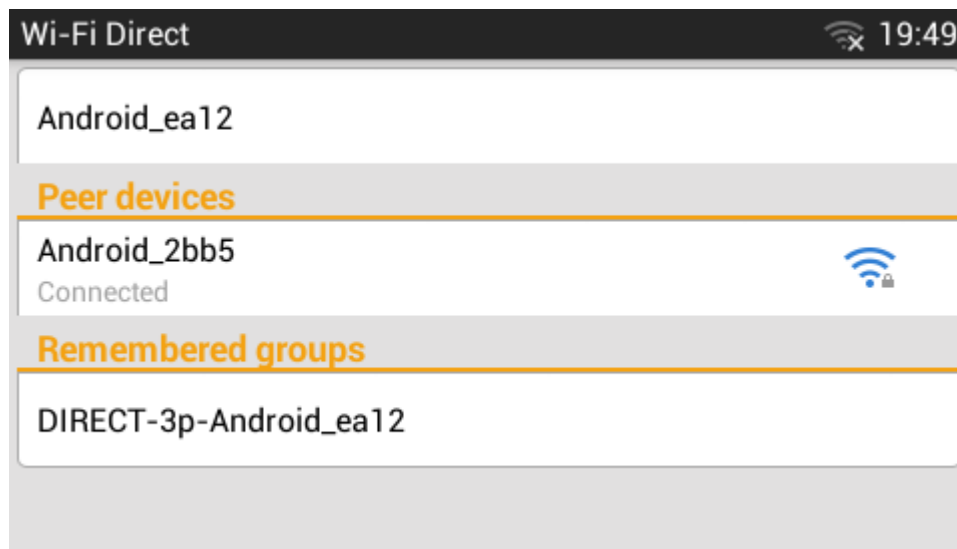 Wi-Fi Direct 19:49
Android_ea12
Peer devices
Android_2bb5
Connected
Remembered groups
DIRECT-3p-Android_ea12